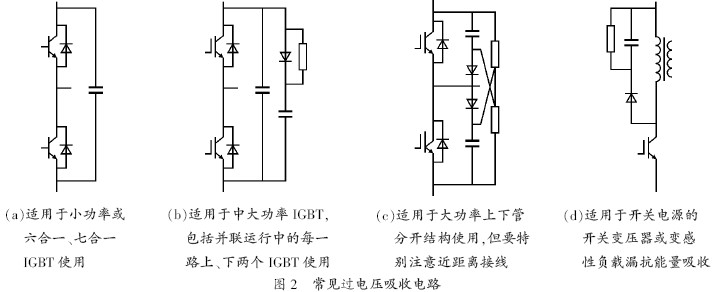 (a)适用于小功率或
六合一、七合一
IGBT 使用
(b)适用于中大功率 IGBT,
包括并联运行中的每一
路上、下两个 IGBT 使用
(c)适用于大功率上下管
分开结构使用,但要特
别注意近距离接线
(d)适用于开关电源的
开关变压器或变感
性负载漏抗能量吸收
图 2 常见过电压吸收电路